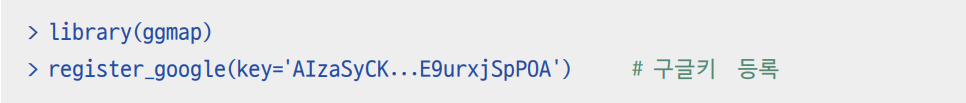 > library(ggmap)
> register_google(key='AIzaSyCK...E9urxjSpPOA') # 구글키 등록